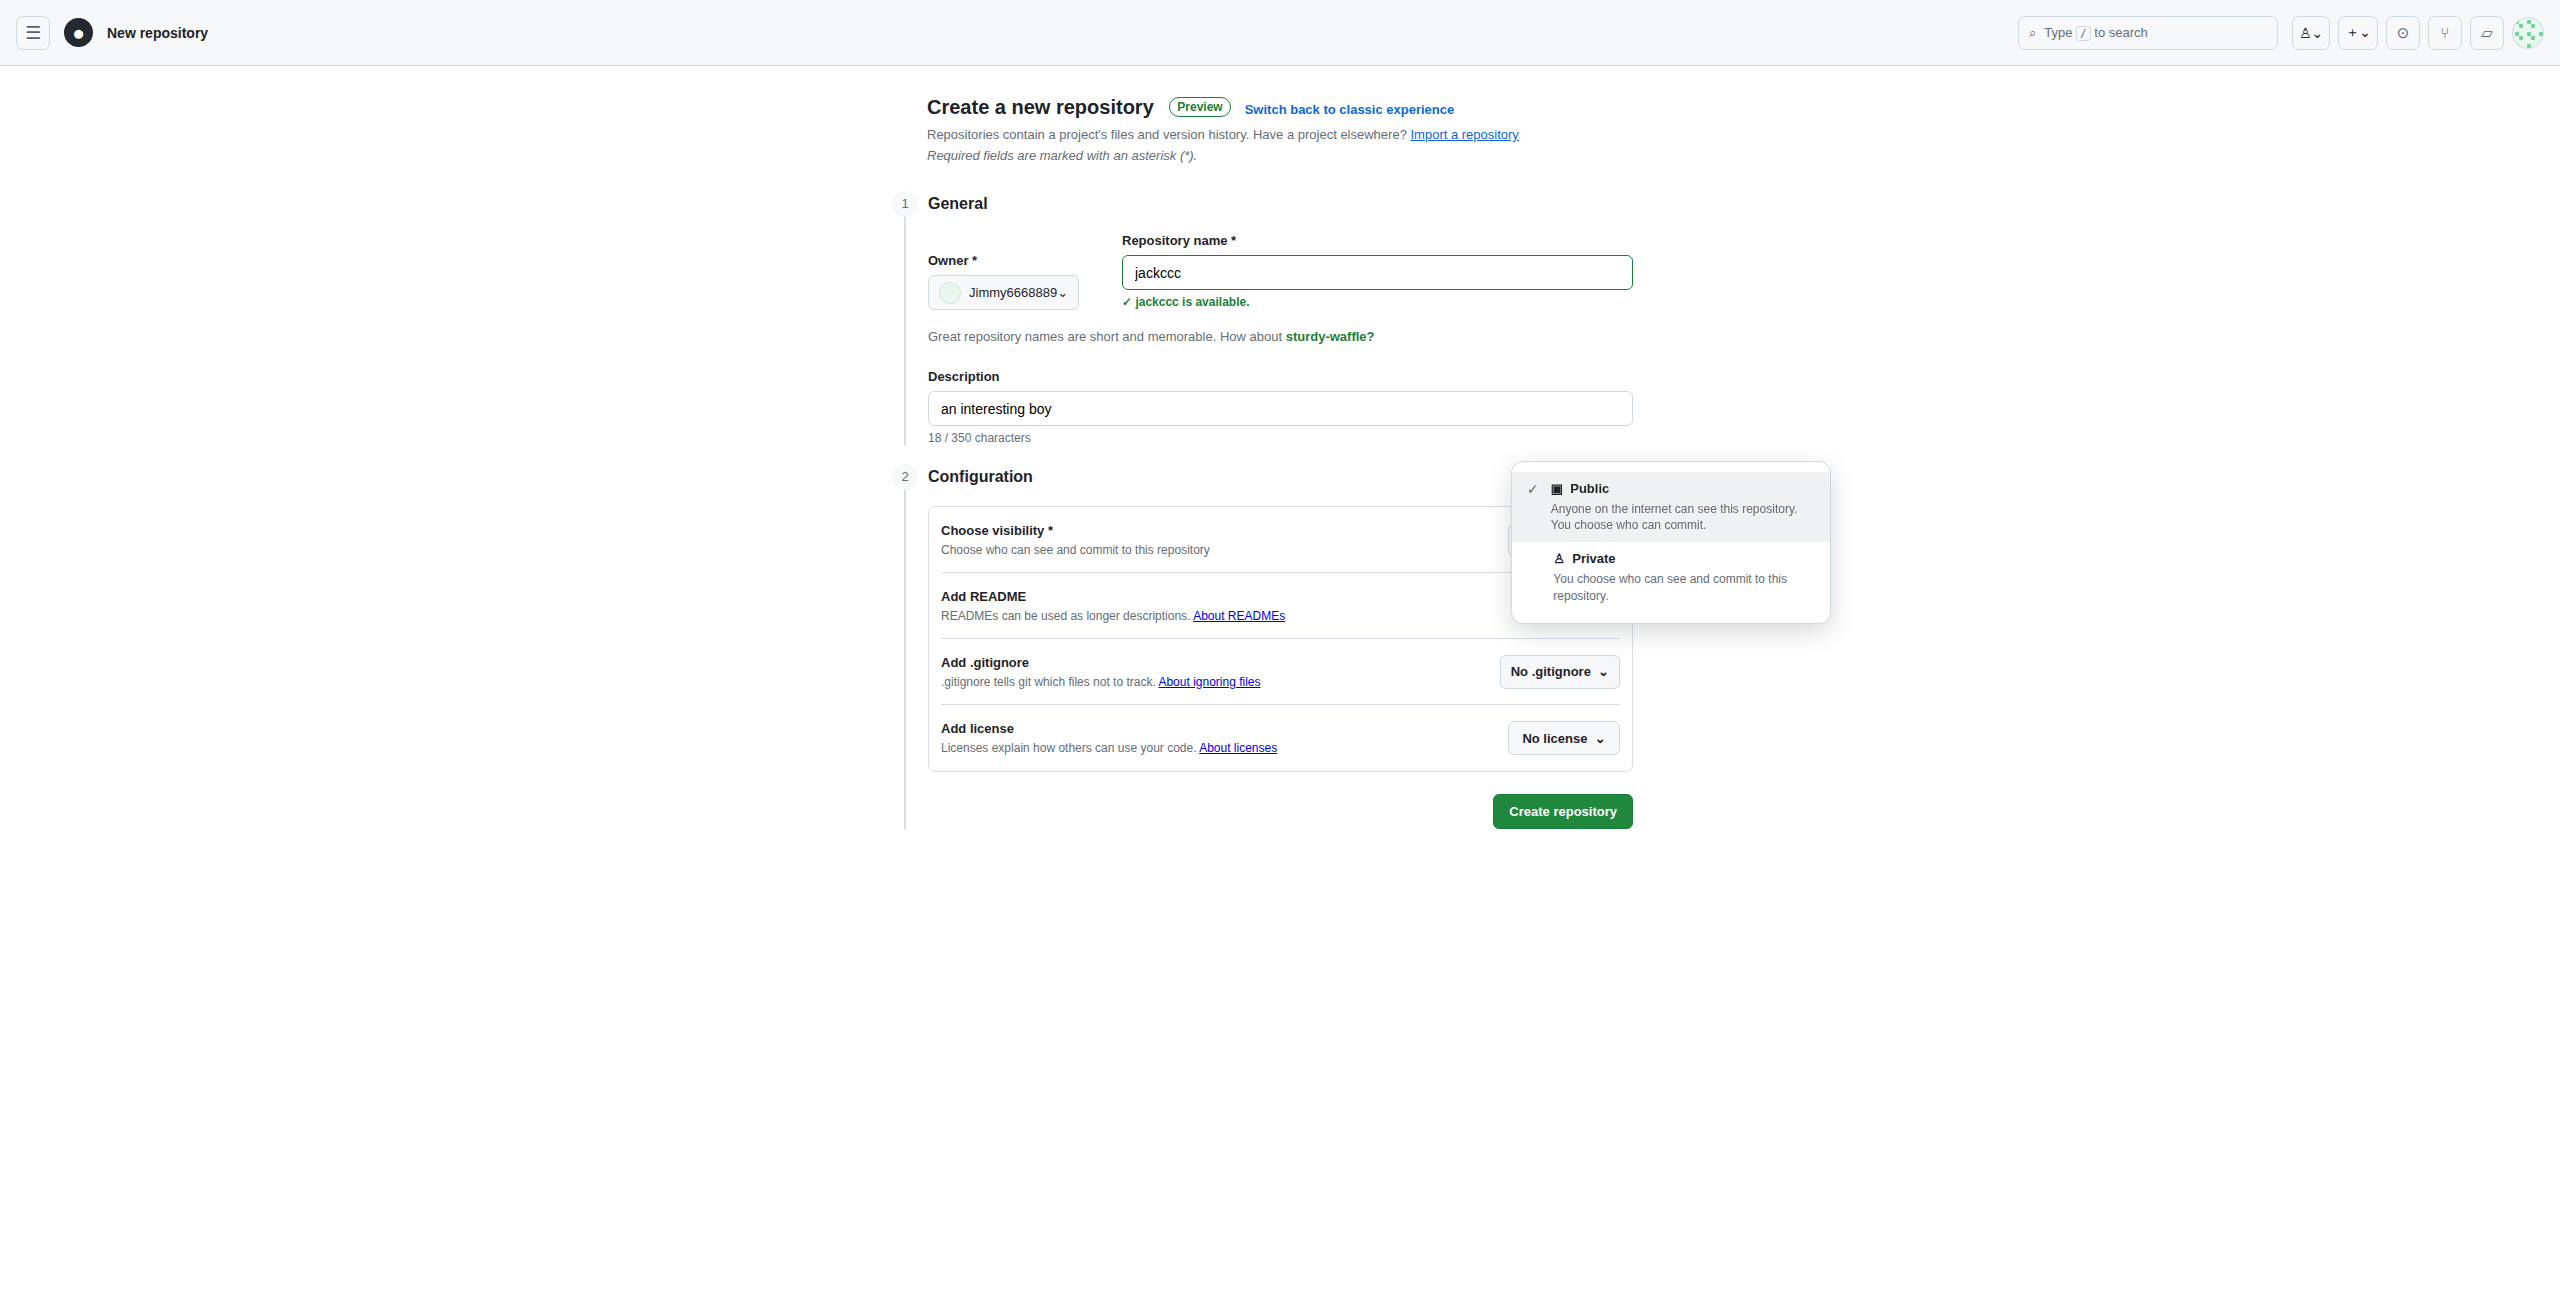 New repository
Type / to search
Create a new repository Preview Switch back to classic experience
Repositories contain a project's files and version history. Have a project elsewhere? Import a repository
Required fields are marked with an asterisk (*).
1 General
Owner *
Repository name *
Jimmy6668889
jackccc
✓ jackccc is available.
Great repository names are short and memorable. How about sturdy-waffle?
Description
an interesting boy
18 / 350 characters
2 Configuration
Choose visibility *
Choose who can see and commit to this repository
✓ Public
Anyone on the internet can see this repository.
You choose who can commit.
Private
You choose who can see and commit to this
repository.
Add README
READMEs can be used as longer descriptions. About READMEs
Add .gitignore
.gitignore tells git which files not to track. About ignoring files
No .gitignore
Add license
Licenses explain how others can use your code. About licenses
No license
Create repository